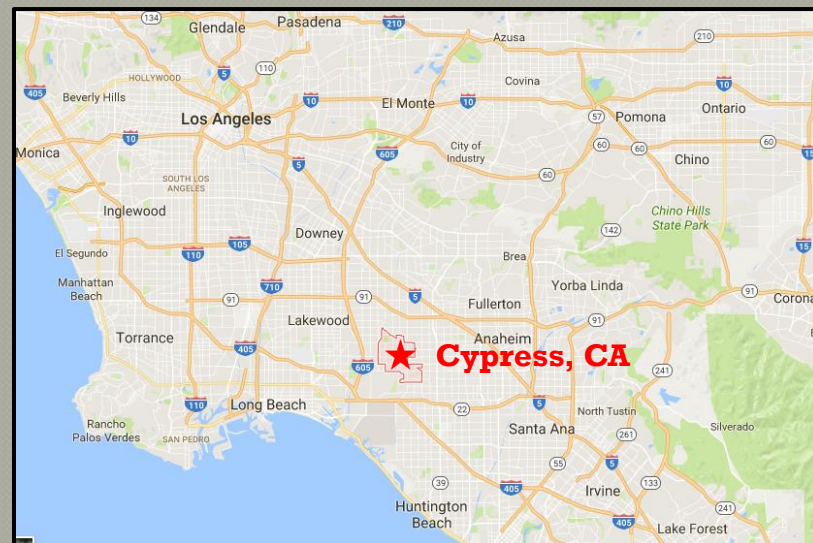 134
Glendale
Pasadena
210
Azusa
210
HOLLYWOOD
5
110
Covina
405
Beverly Hills
10
El Monte
10
10
Ontario
Los Angeles
57
Pomona
10
605
City of
Industry
60
60
60
Monica
5
Chino
15
SOUTH LOS
ANGELES
60
Inglewood
Chino Hills
State Park
Downey
142
El Segundo
105
110
Brea
15
Manhattan
Beach
710
Yorba Linda
91
91
5
Fullerton
91
Corona
Lakewood
91
Torrance
405
Anaheim
605
Cypress, CA
241
110
Long Beach
22
5
North Tustin
Rancho
Palos Verdes
SAN PEDRO
Santa Ana
261
Silverado
55
5
39
405
Irvine
133
Huntington
Beach
405
241
Lake Forest